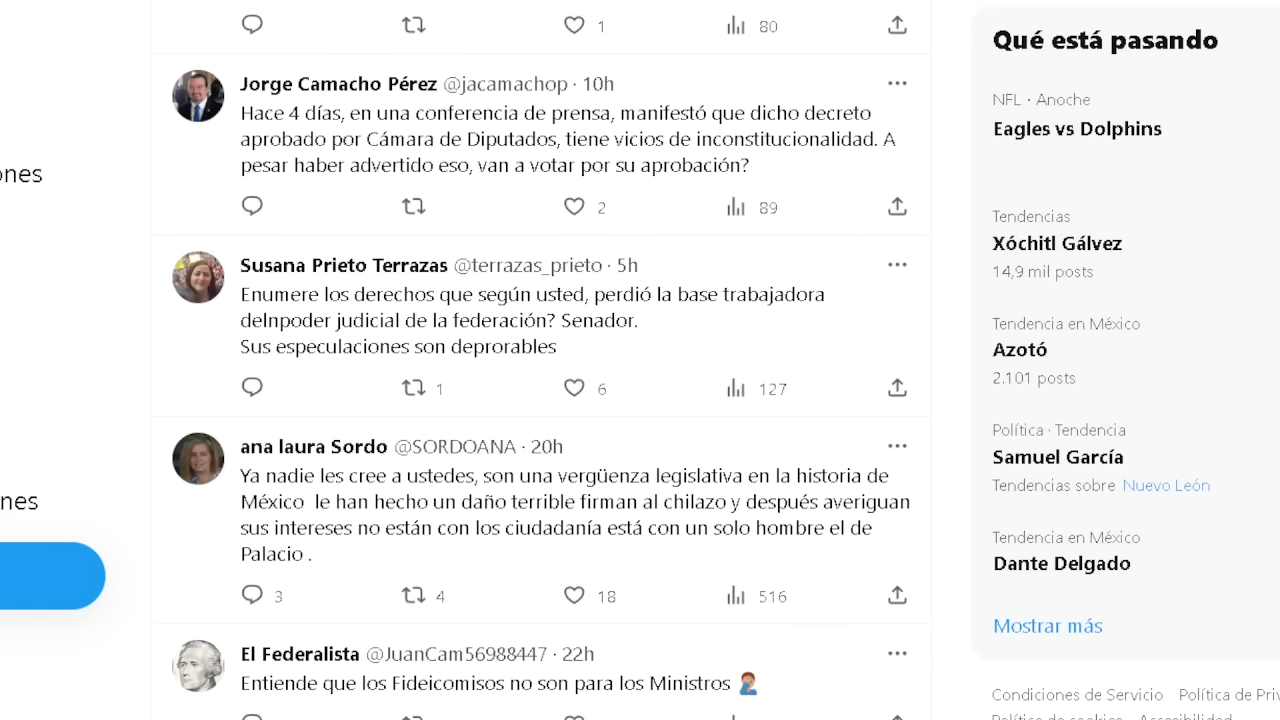 ones
nes
1
80
Jorge Camacho Pérez @jacamachop · 10h
Hace 4 días, en una conferencia de prensa, manifestó que dicho decreto
aprobado por Cámara de Diputados, tiene vicios de inconstitucionalidad. A
pesar haber advertido eso, van a votar por su aprobación?
2
89
Susana Prieto Terrazas @terrazas_prieto · 5h
Enumere los derechos que según usted, perdió la base trabajadora
delnpoder judicial de la federación? Senador.
Sus especulaciones son deprorables
1
6
127
ana laura Sordo @SORDOANA · 20h
Ya nadie les cree a ustedes, son una vergüenza legislativa en la historia de
México le han hecho un daño terrible firman al chilazo y después averiguan
sus intereses no están con los ciudadanía está con un solo hombre el de
Palacio .
3
4
18
516
El Federalista @JuanCam56988447 · 22h
Entiende que los Fideicomisos no son para los Ministros 🤦🏽‍♂️
Qué está pasando
NFL · Anoche
Eagles vs Dolphins
Tendencias
Xóchitl Gálvez
14,9 mil posts
Tendencia en México
Azotó
2.101 posts
Política · Tendencia
Samuel García
Tendencias sobre Nuevo León
Tendencia en México
Dante Delgado
Mostrar más
Condiciones de Servicio Política de Priv
Política de cookies Accesibilidad